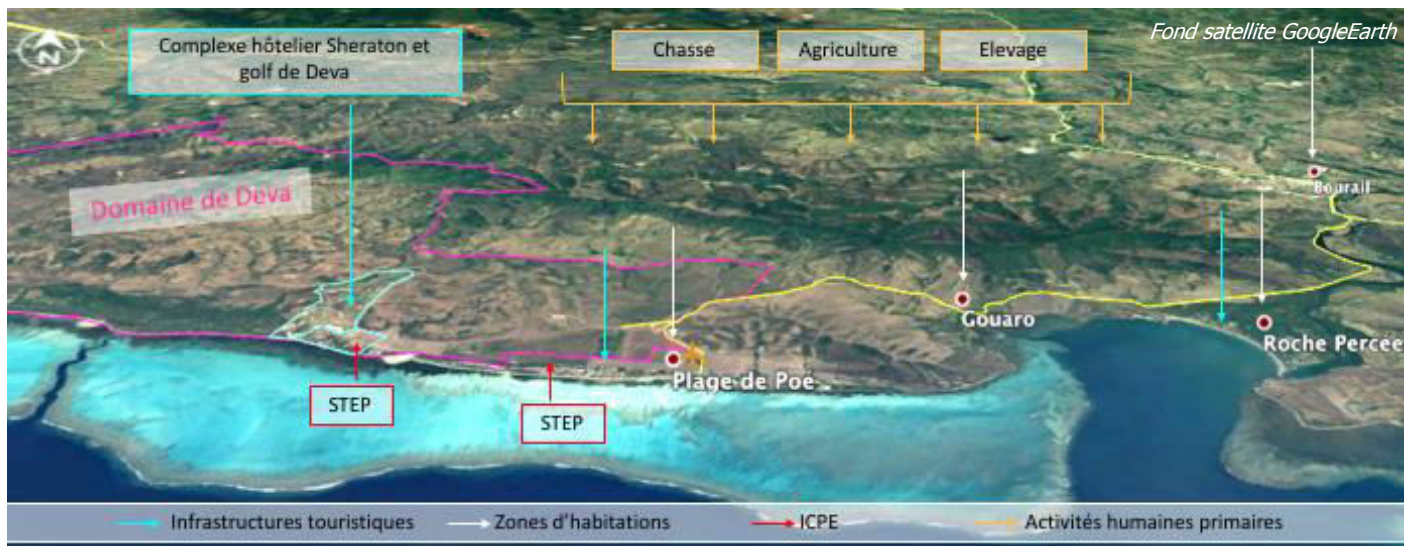 Fond satellite GoogleEarth
Complexe hôtelier Sheraton et
golf de Deva
Chasse
Agriculture
Elevage
N
Domaine de Deva
Bourail
Gouaro
Roche Percée
Plage de Poe
STEP
STEP
Infrastructures touristiques
Zones d'habitations
ICPE
Activités humaines primaires